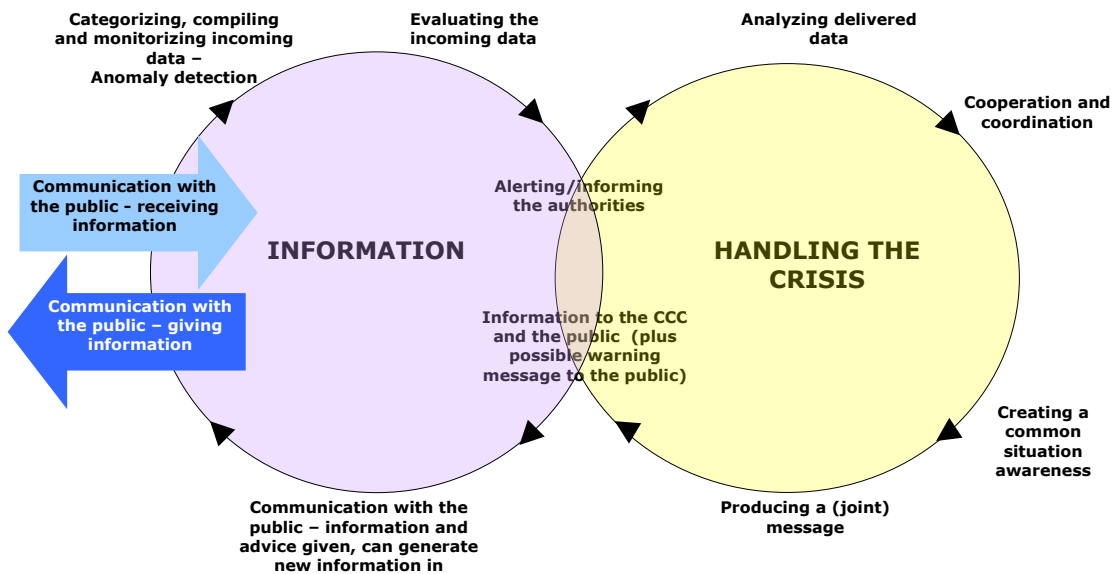 Categorizing, compiling
and monitorizing incoming
data –
Anomaly detection
Evaluating the
incoming data
Analyzing delivered
data
Cooperation and
coordination
Communication with
the public - receiving
information
Alerting/informing
the authorities
INFORMATION
HANDLING THE
CRISIS
Communication with
the public – giving
information
Information to the CCC
and the public (plus
possible warning
message to the public)
Creating a
common
situation
awareness
Communication with the
public – information and
advice given, can generate
new information in
Producing a (joint)
message